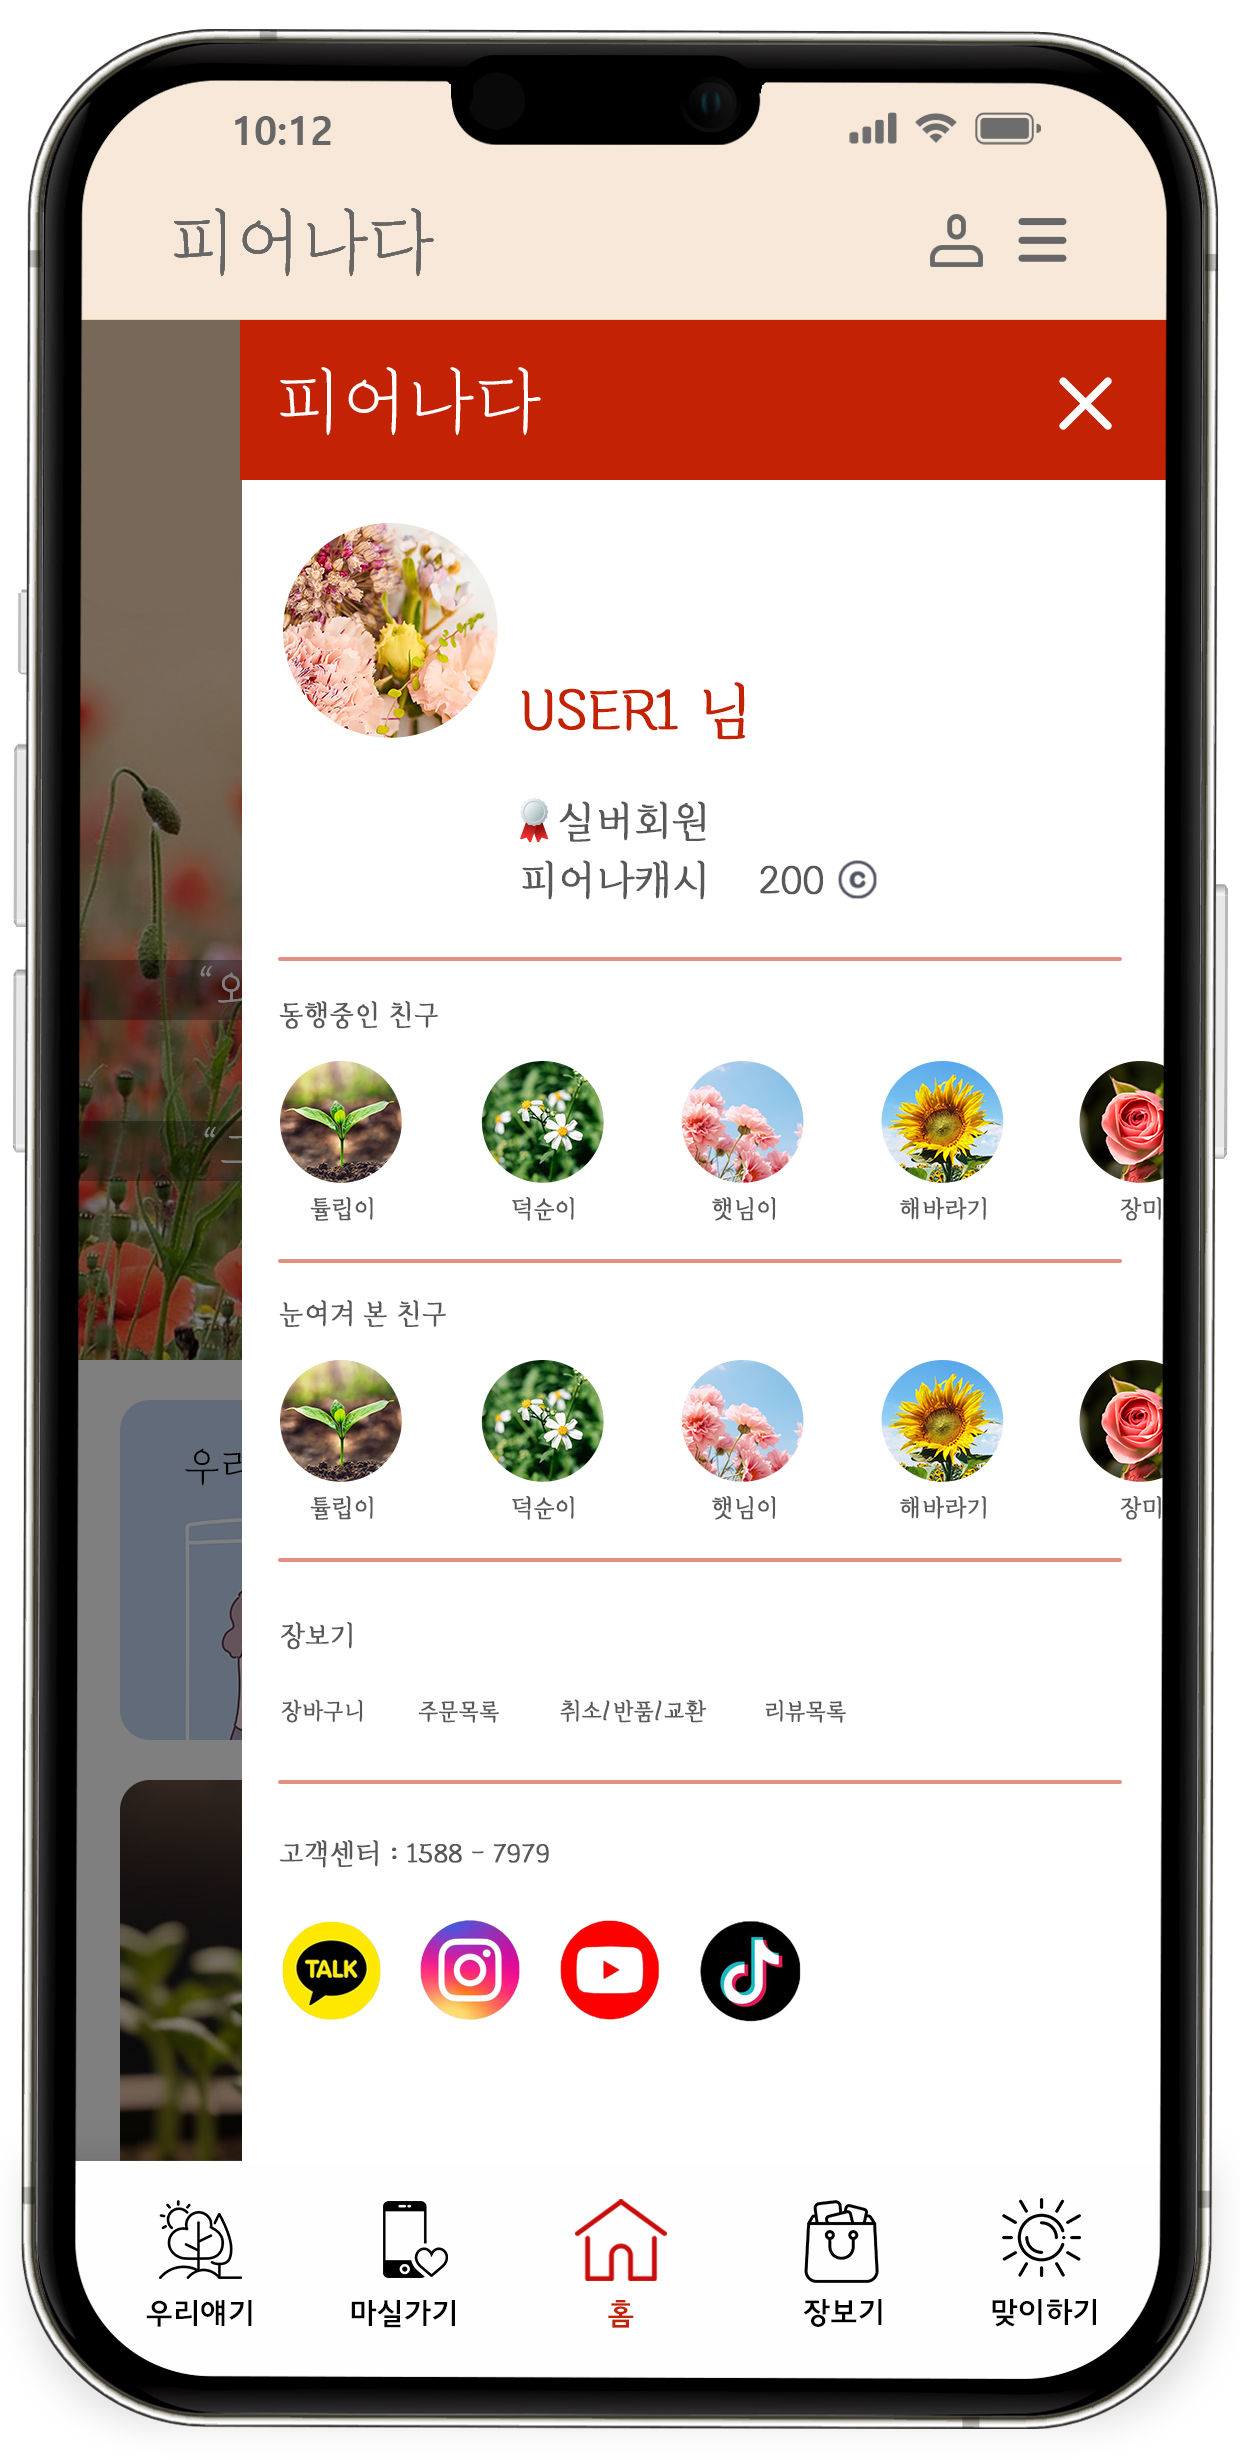 10:12
피어나다
피어나다
USER1 님
실버회원
피어나캐시 200 ©
“오
“그
동행중인 친구
튤립이 덕순이 햇님이 해바라기 장미
눈여겨 본 친구
튤립이 덕순이 햇님이 해바라기 장미
우리
장보기
장바구니 주문목록 취소/반품/교환 리뷰목록
고객센터 : 1588 - 7979
TALK
우리얘기 마실가기 홈 장보기 맞이하기